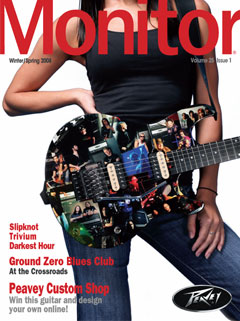 Monitor®
Winter/Spring 2008
Volume 31 Issue 1
Slipknot
Trivium
Darkest Hour
Ground Zero Blues Club
At the Crossroads
Peavey Custom Shop
Win this guitar and design
your own online!
PEAVEY